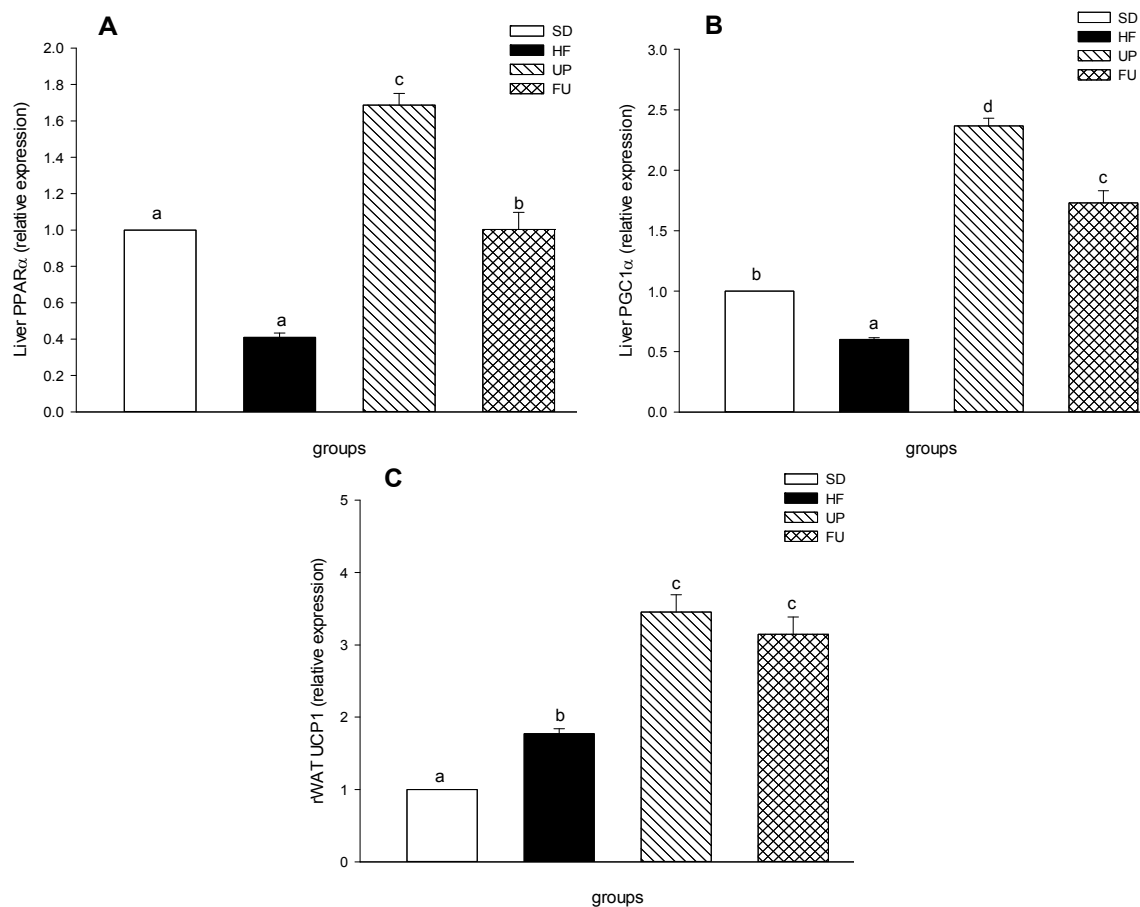 A
SD
HF
UP
FU
Liver PPARα (relative expression)
2.0
1.8
1.6
1.4
1.2
1.0
0.8
0.6
0.4
0.2
0.0
a
a
c
b
groups
B
SD
HF
UP
FU
Liver PGC1α (relative expression)
3.0
2.5
2.0
1.5
1.0
0.5
0.0
b
a
d
c
groups
C
SD
HF
UP
FU
rWAT UCP1 (relative expression)
5
4
3
2
1
0
a
b
c
c
groups